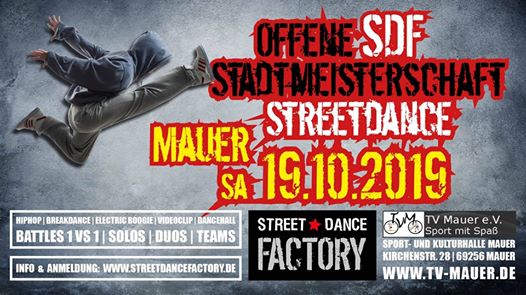 OFFENE SDF
STADTMEISTERSCHAFT
STREETDANCE
MAUER
SA 19.10.2019
HIPHOP | BREAKDANCE | ELECTRIC BOOGIE | VIDEOCLIP | DANCEHALL
BATTLES 1 VS 1 | SOLOS | DUOS | TEAMS
INFO & ANMELDUNG: WWW.STREETDANCEFACTORY.DE
STREET ★ DANCE
FACTORY
TVM
TV Mauer e.V.
Sport mit Spaß
SPORT- UND KULTURHALLE MAUER
KIRCHENSTR. 28 | 69256 MAUER
WWW.TV-MAUER.DE